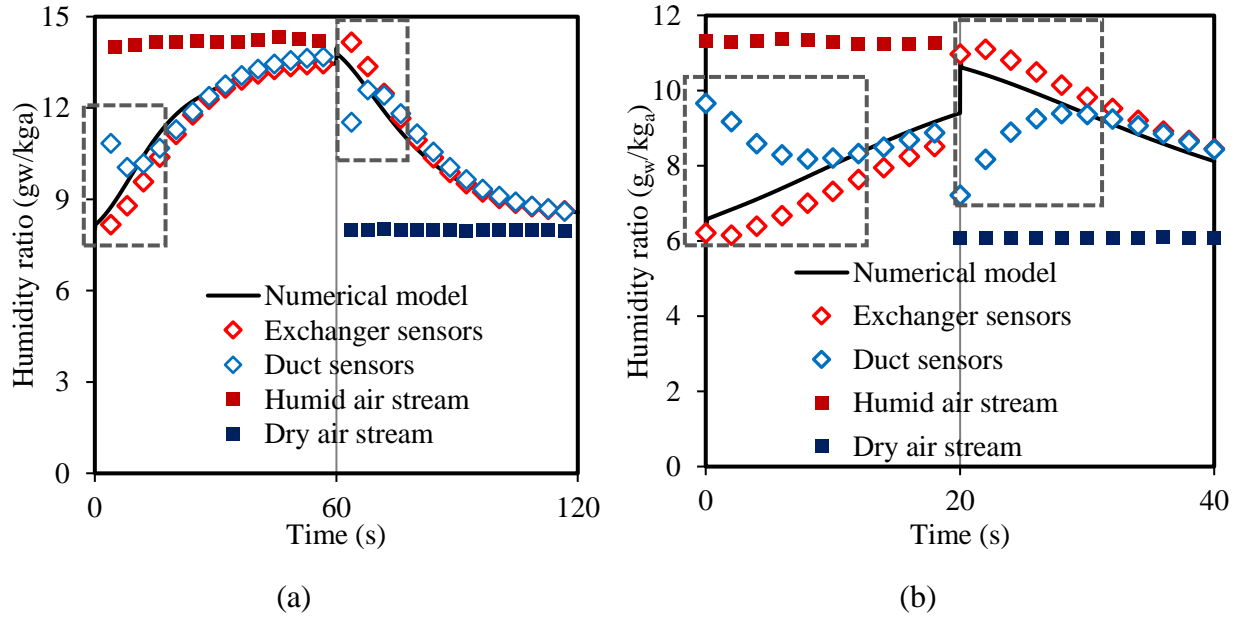 15
12
9
6
3
0
Humidity ratio (gw/kga)
Numerical model
Exchanger sensors
Duct sensors
Humid air stream
Dry air stream
0
60
120
Time (s)
(a)
12
10
8
6
4
2
0
Humidity ratio (g_w/kg_a)
Numerical model
Exchanger sensors
Duct sensors
Humid air stream
Dry air stream
0
20
40
Time (s)
(b)